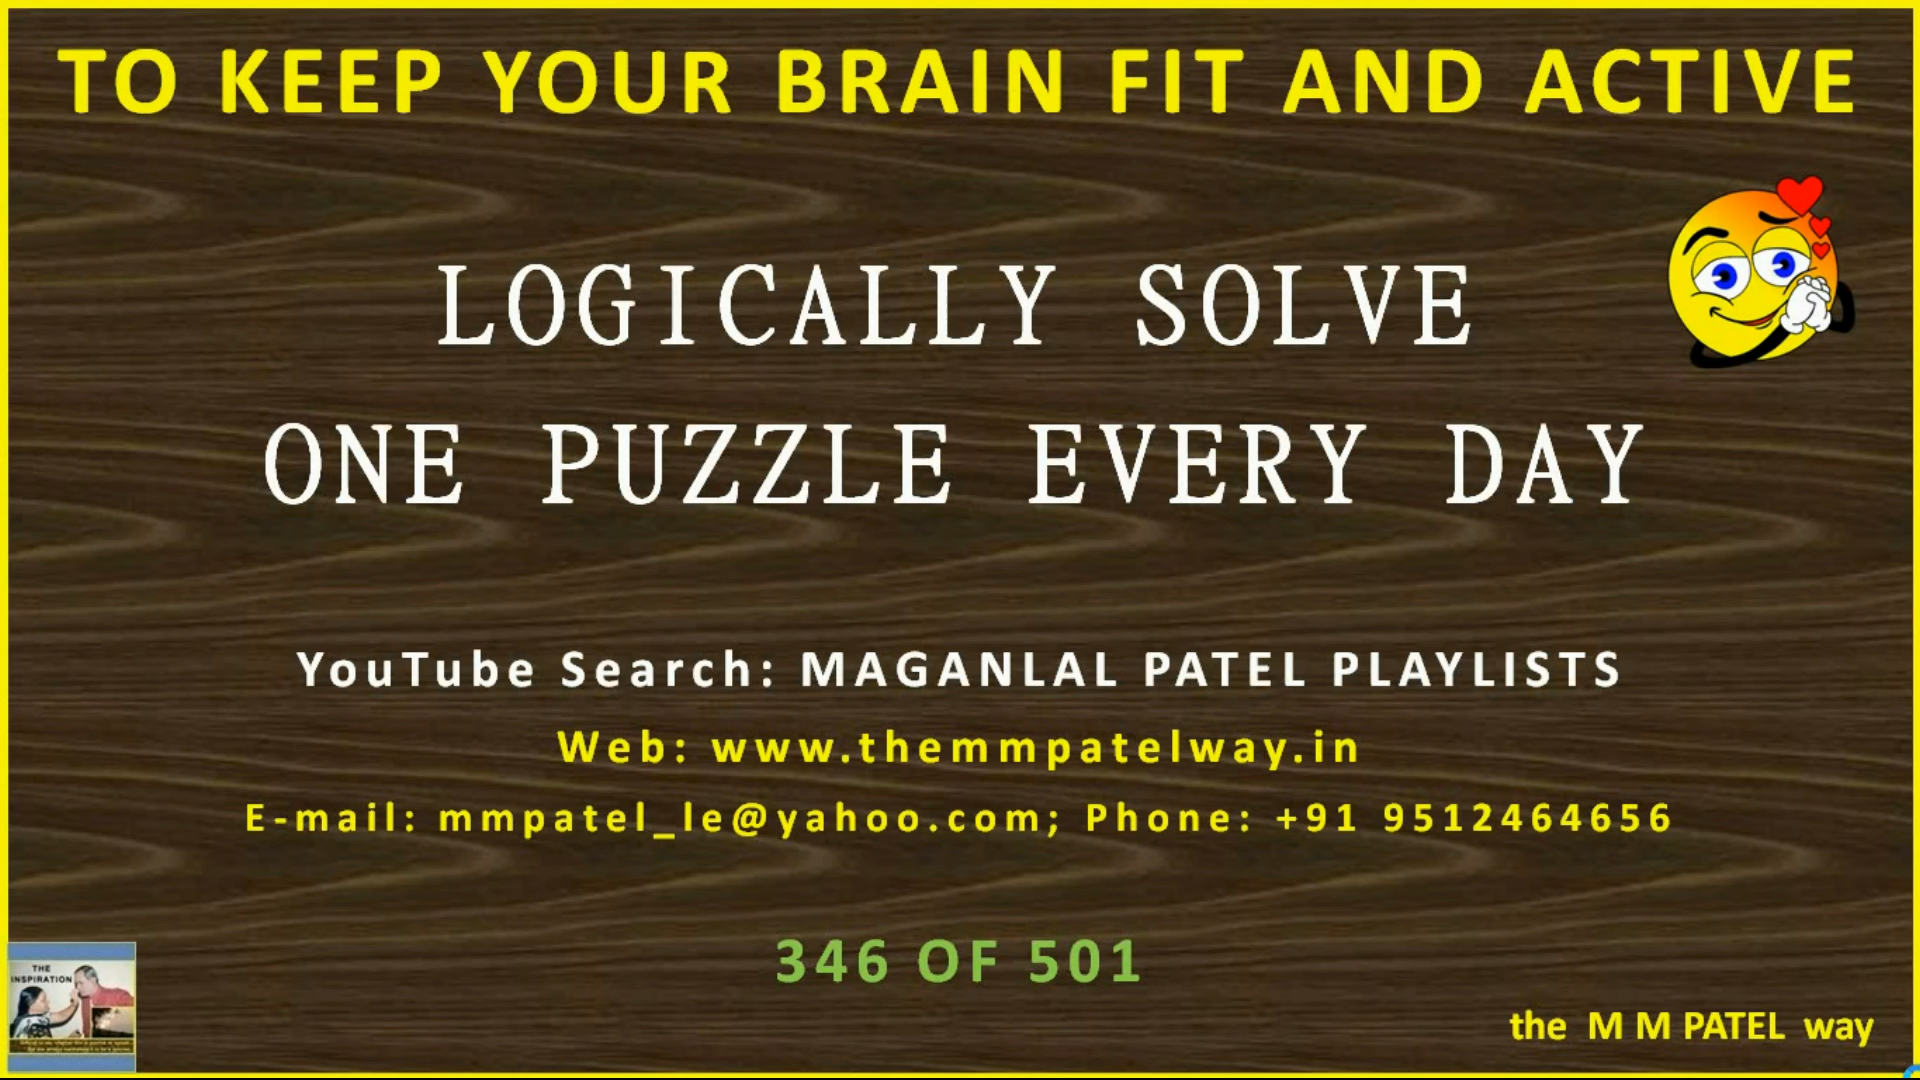 TO KEEP YOUR BRAIN FIT AND ACTIVE
LOGICALLY SOLVE
ONE PUZZLE EVERY DAY
YouTube Search: MAGANLAL PATEL PLAYLISTS
Web: www.themmpatelway.in
E-mail: mmpatel_le@yahoo.com; Phone: +91 9512464656
346 OF 501
THE
INSPIRATION
the M M PATEL way